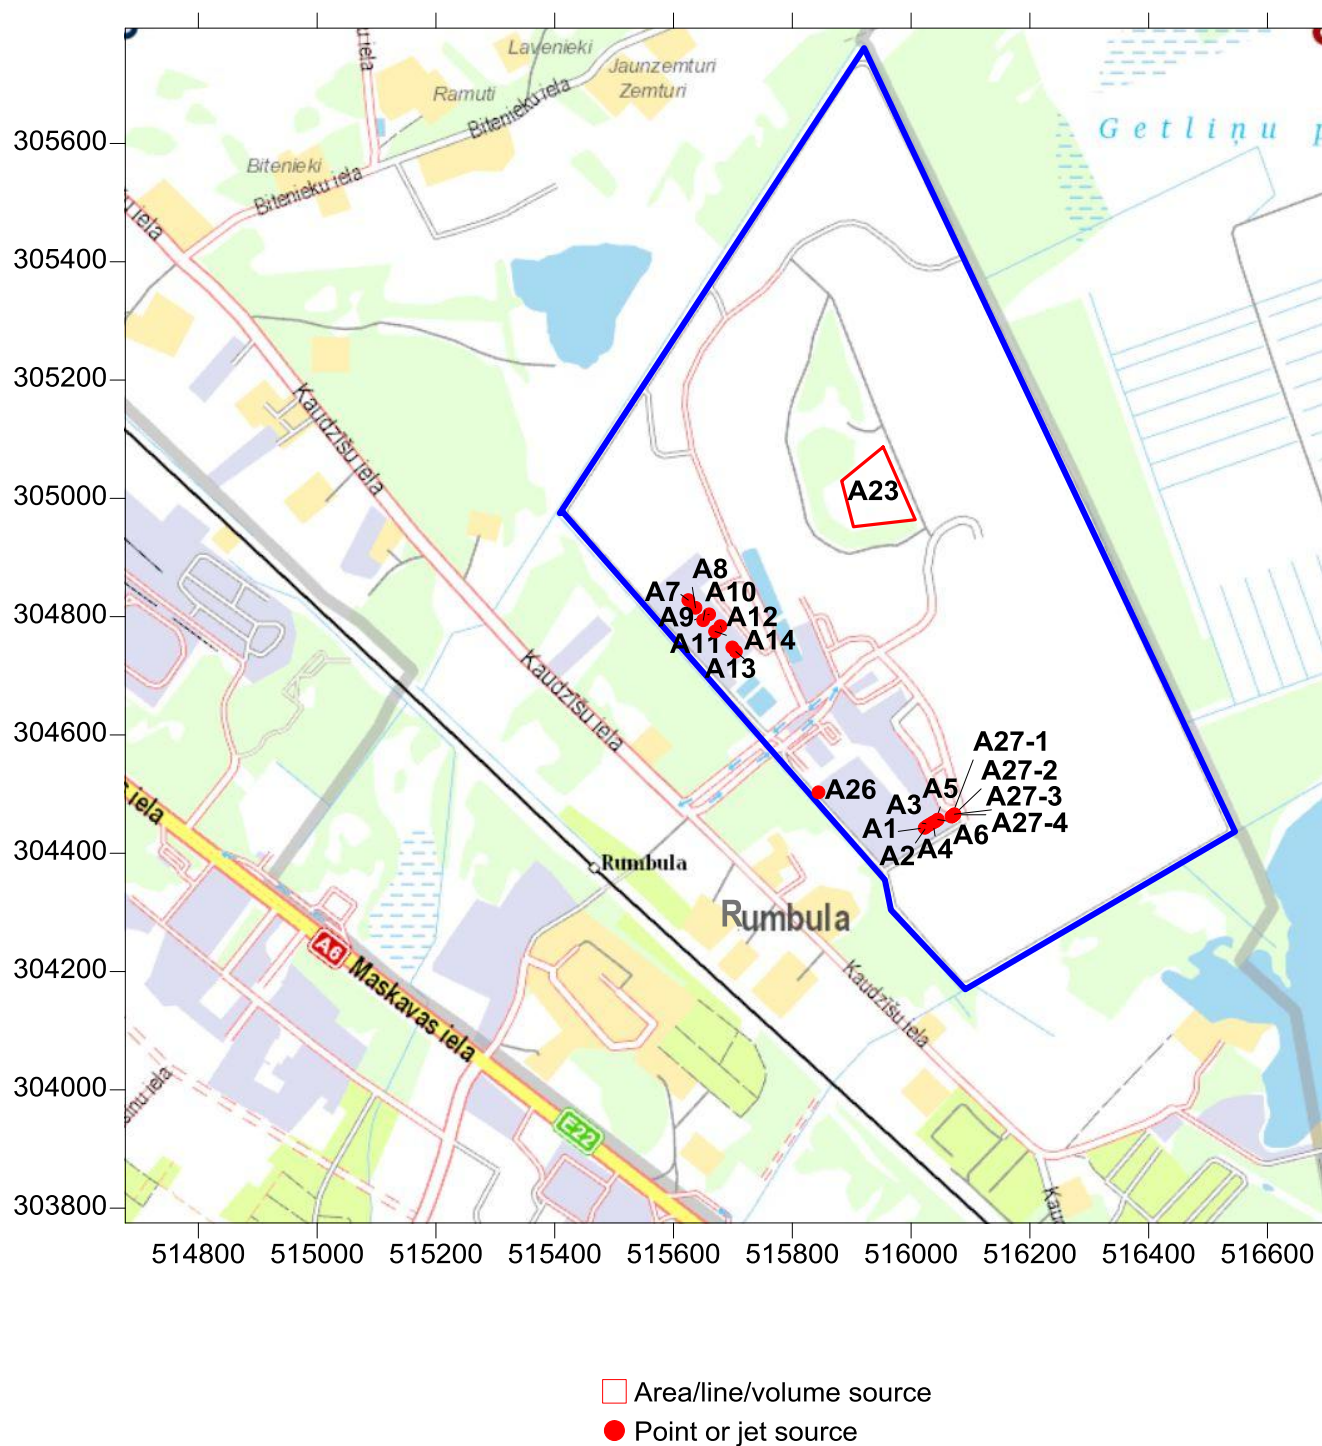 Lavenieki
Jaunzemturi
Zemturi
Ramuti
Bitenieku iela
Bitenieki
Bitenieku iela
u iela
ķu iela
Getliņu p
305600
305400
305200
305000
304800
304600
304400
304200
304000
303800
Kaudzīšu iela
A23
A8
A7
A10
A9
A12
A11
A14
A13
Kaudzīšu iela
A27-1
A27-2
A27-3
A27-4
A26
A5
A3
A1
A6
A4
A2
s iela
Rumbula
Rumbula
A6
Maskavas iela
Kaudzīšu iela
E22
Kauc
514800
515000
515200
515400
515600
515800
516000
516200
516400
516600
Area/line/volume source
Point or jet source